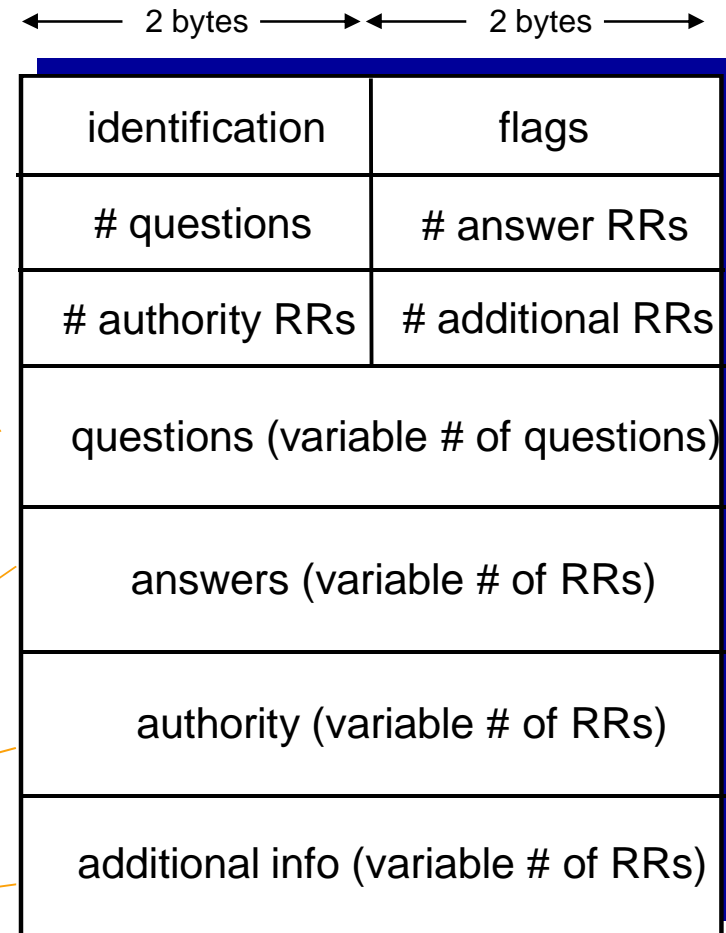 2 bytes 2 bytes
identification flags
# questions # answer RRs
# authority RRs # additional RRs
questions (variable # of questions)
answers (variable # of RRs)
authority (variable # of RRs)
additional info (variable # of RRs)